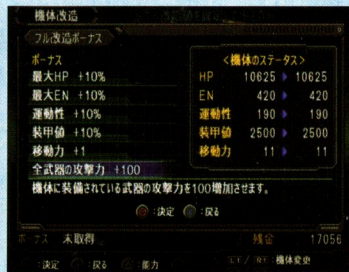 機体改造
フル改造ボーナス
ボーナス
最大HP +10%
最大EN +10%
運動性 +10%
装甲値 +10%
移動力 +1
全武器の攻撃力 +100
<機体のステータス>
HP 10625 ▶ 10625
EN 420 ▶ 420
運動性 190 ▶ 190
装甲値 2500 ▶ 2500
移動力 11 ▶ 11
機体に装備されている武器の攻撃力を100増加させます。
:決定 :戻る
ボーナス 未取得 残金 17056
:決定 :戻る :能力 :機体変更